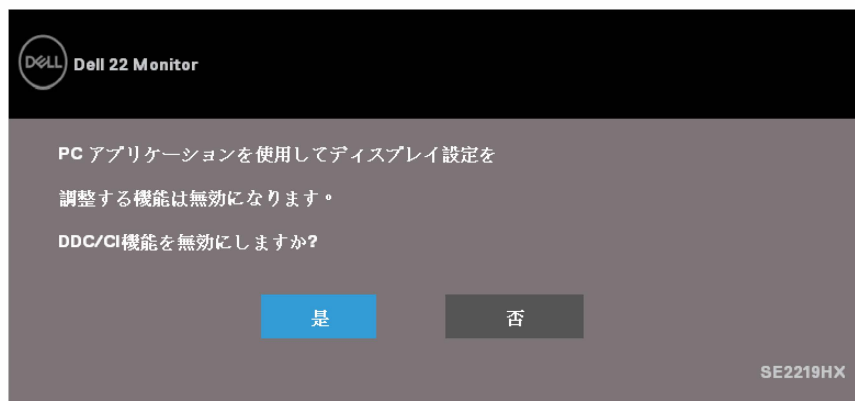 DELL
Dell 22 Monitor
PC アプリケーションを使用してディスプレイ設定を
調整する機能は無効になります。
DDC/CI機能を無効にしますか?
是
否
SE2219HX